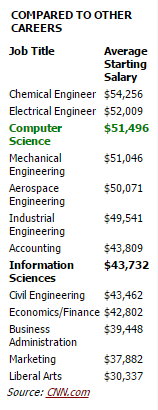 COMPARED TO OTHER
CAREERS
Job Title Average
Starting
Salary
Chemical Engineer $54,256
Electrical Engineer $52,009
Computer $51,496
Science
Mechanical $51,046
Engineering
Aerospace $50,071
Engineering
Industrial $49,541
Engineering
Accounting $43,809
Information $43,732
Sciences
Civil Engineering $43,462
Economics/Finance $42,802
Business $39,448
Administration
Marketing $37,882
Liberal Arts $30,337
Source: CNN.com